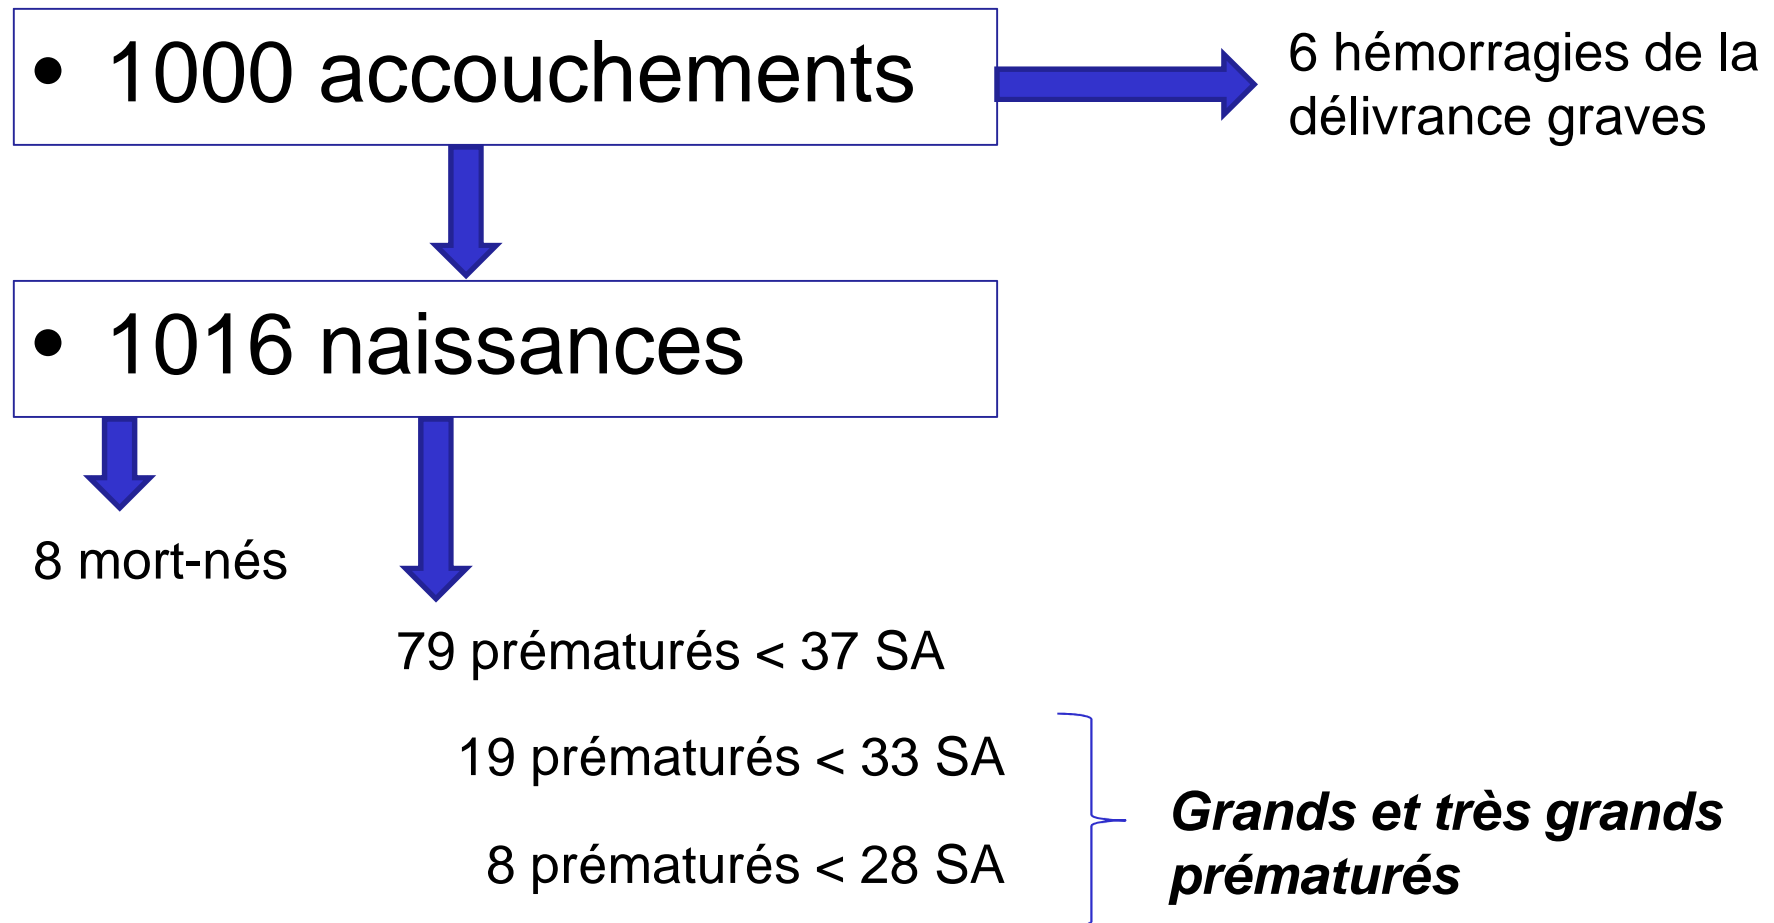 • 1000 accouchements
6 hémorragies de la
délivrance graves
• 1016 naissances
8 mort-nés
79 prématurés < 37 SA
19 prématurés < 33 SA
8 prématurés < 28 SA
Grands et très grands
prématurés